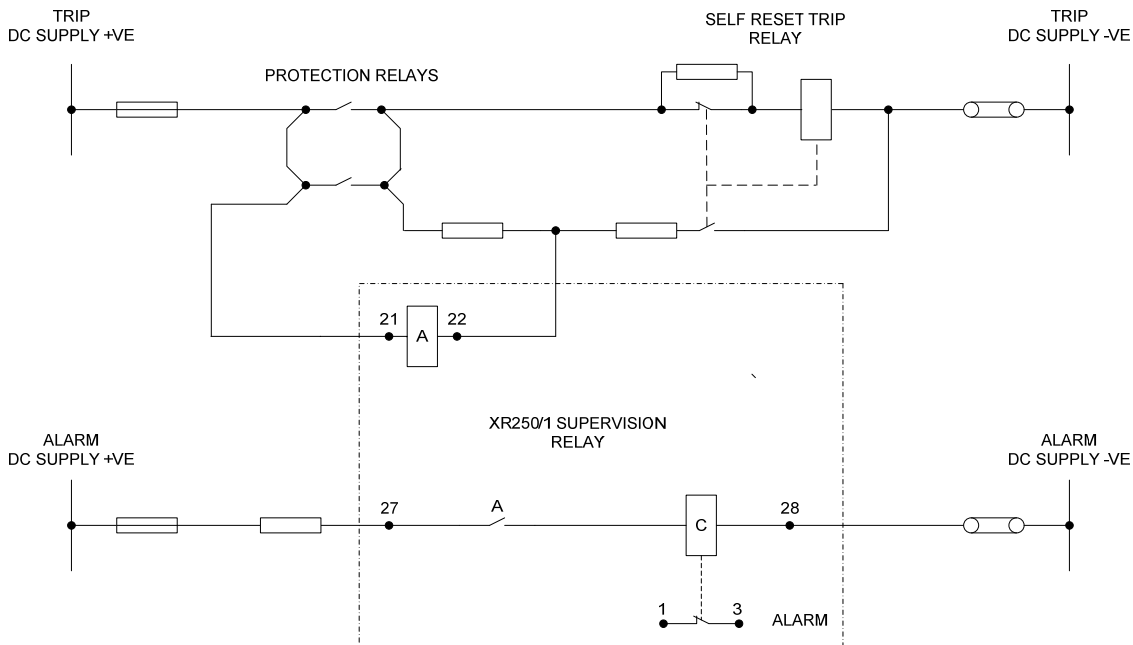 TRIP
DC SUPPLY +VE
SELF RESET TRIP
RELAY
TRIP
DC SUPPLY -VE
PROTECTION RELAYS
21
22
A
XR250/1 SUPERVISION
RELAY
ALARM
DC SUPPLY +VE
ALARM
DC SUPPLY -VE
27
A
C
28
1
3
ALARM